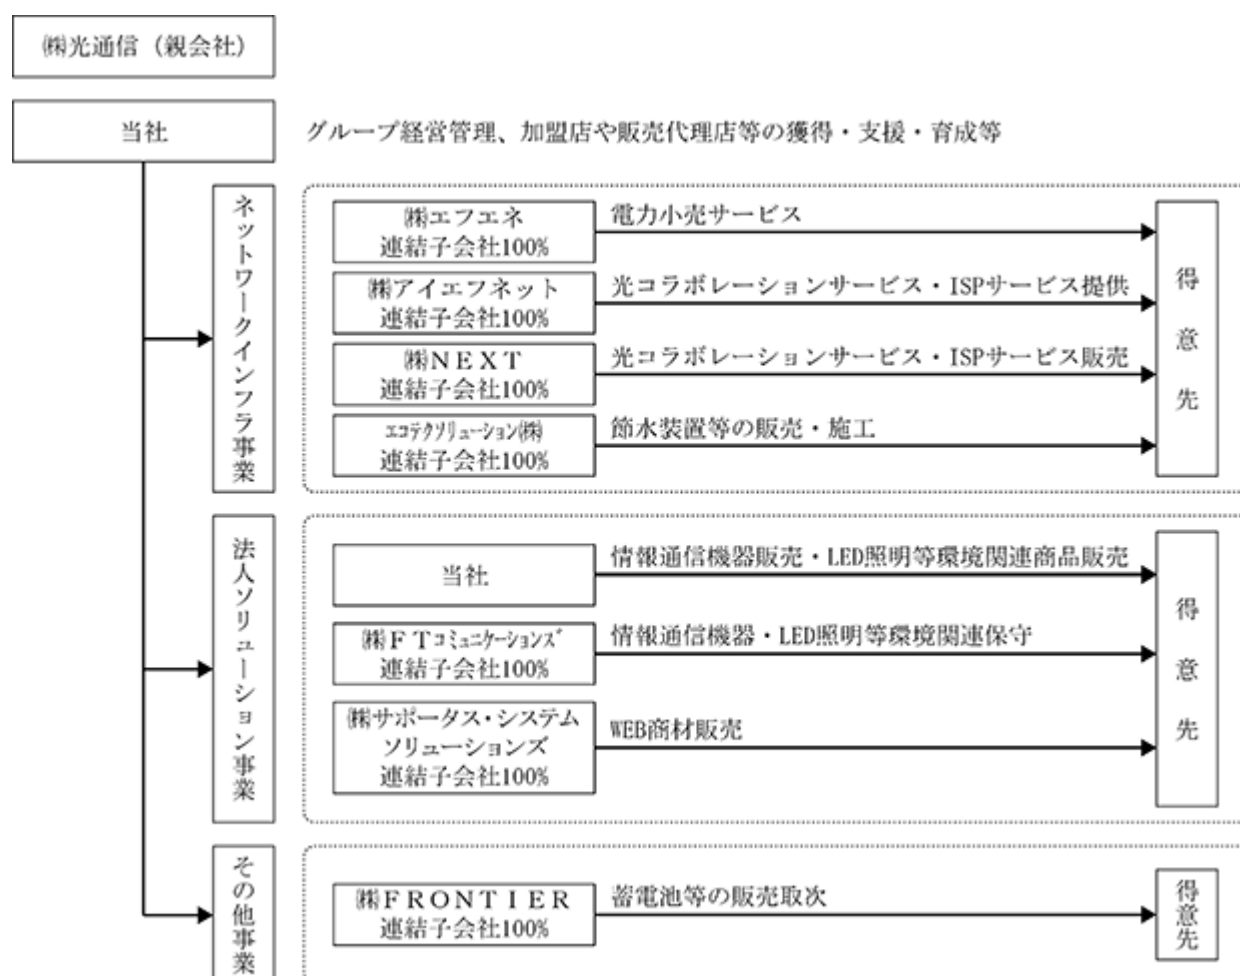 ㈱光通信（親会社）
当社
グループ経営管理、加盟店や販売代理店等の獲得・支援・育成等
ネットワークインフラ事業
㈱エフエネ
連結子会社100%
電力小売サービス
㈱アイエフネット
連結子会社100%
光コラボレーションサービス・ISPサービス提供
㈱ＮＥＸＴ
連結子会社100%
光コラボレーションサービス・ISPサービス販売
ｴｺﾃｸｿﾘｭｰｼｮﾝ㈱
連結子会社100%
節水装置等の販売・施工
得意先
法人ソリューション事業
当社
情報通信機器販売・LED照明等環境関連商品販売
㈱ＦＴｺﾐｭﾆｹｰｼｮﾝｽﾞ
連結子会社100%
情報通信機器・LED照明等環境関連保守
㈱サポータス・システム
ソリューションズ
連結子会社100%
WEB商材販売
得意先
その他事業
㈱ＦＲＯＮＴＩＥＲ
連結子会社100%
蓄電池等の販売取次
得意先